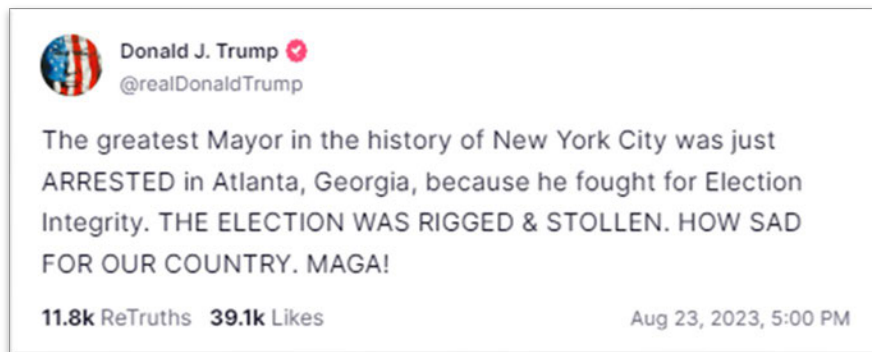 Donald J. Trump
@realDonaldTrump
The greatest Mayor in the history of New York City was just
ARRESTED in Atlanta, Georgia, because he fought for Election
Integrity. THE ELECTION WAS RIGGED & STOLLEN. HOW SAD
FOR OUR COUNTRY. MAGA!
11.8k ReTruths 39.1k Likes Aug 23, 2023, 5:00 PM